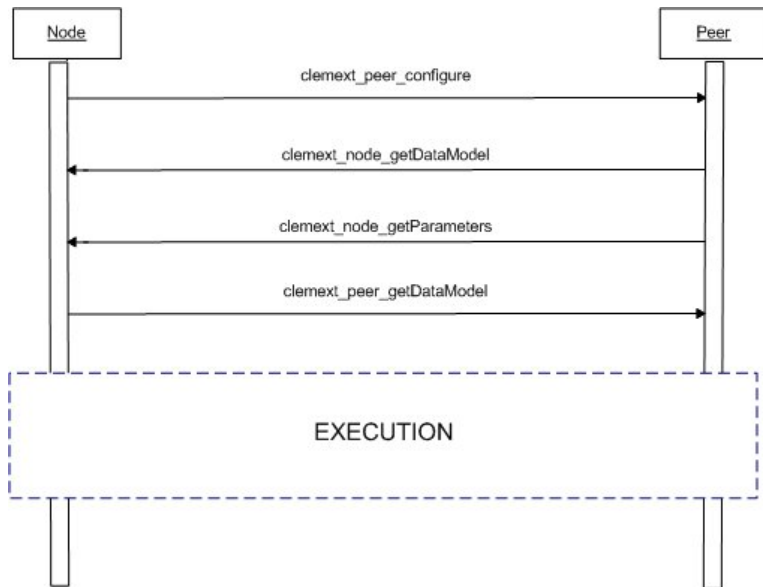 Node
Peer
clemext_peer_configure
clemext_node_getDataModel
clemext_node_getParameters
clemext_peer_getDataModel
EXECUTION